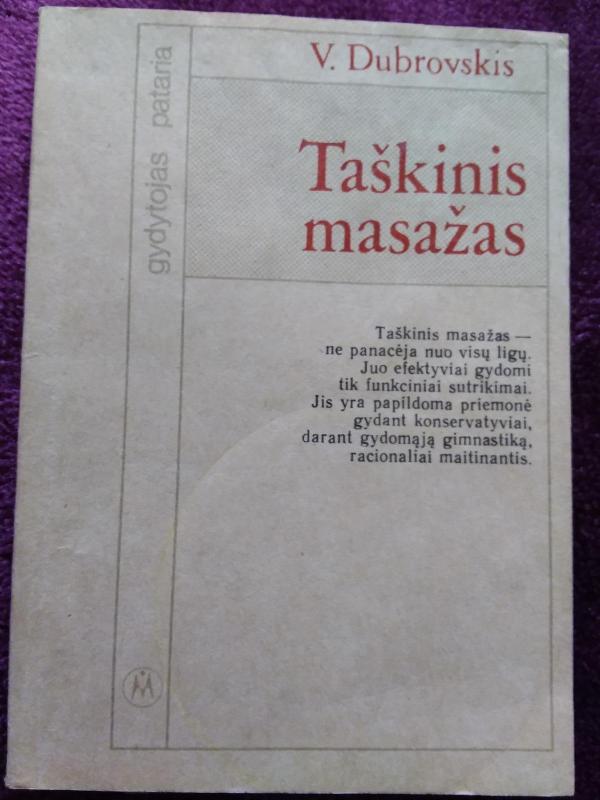 V. Dubrovskis
gydytojas pataria
Taškinis
masažas
Taškinis masažas —
ne panacėja nuo visų ligų.
Juo efektyviai gydomi
tik funkciniai sutrikimai.
Jis yra papildoma priemonė
gydant konservatyviai,
darant gydomąją gimnastiką,
racionaliai maitinantis.
M